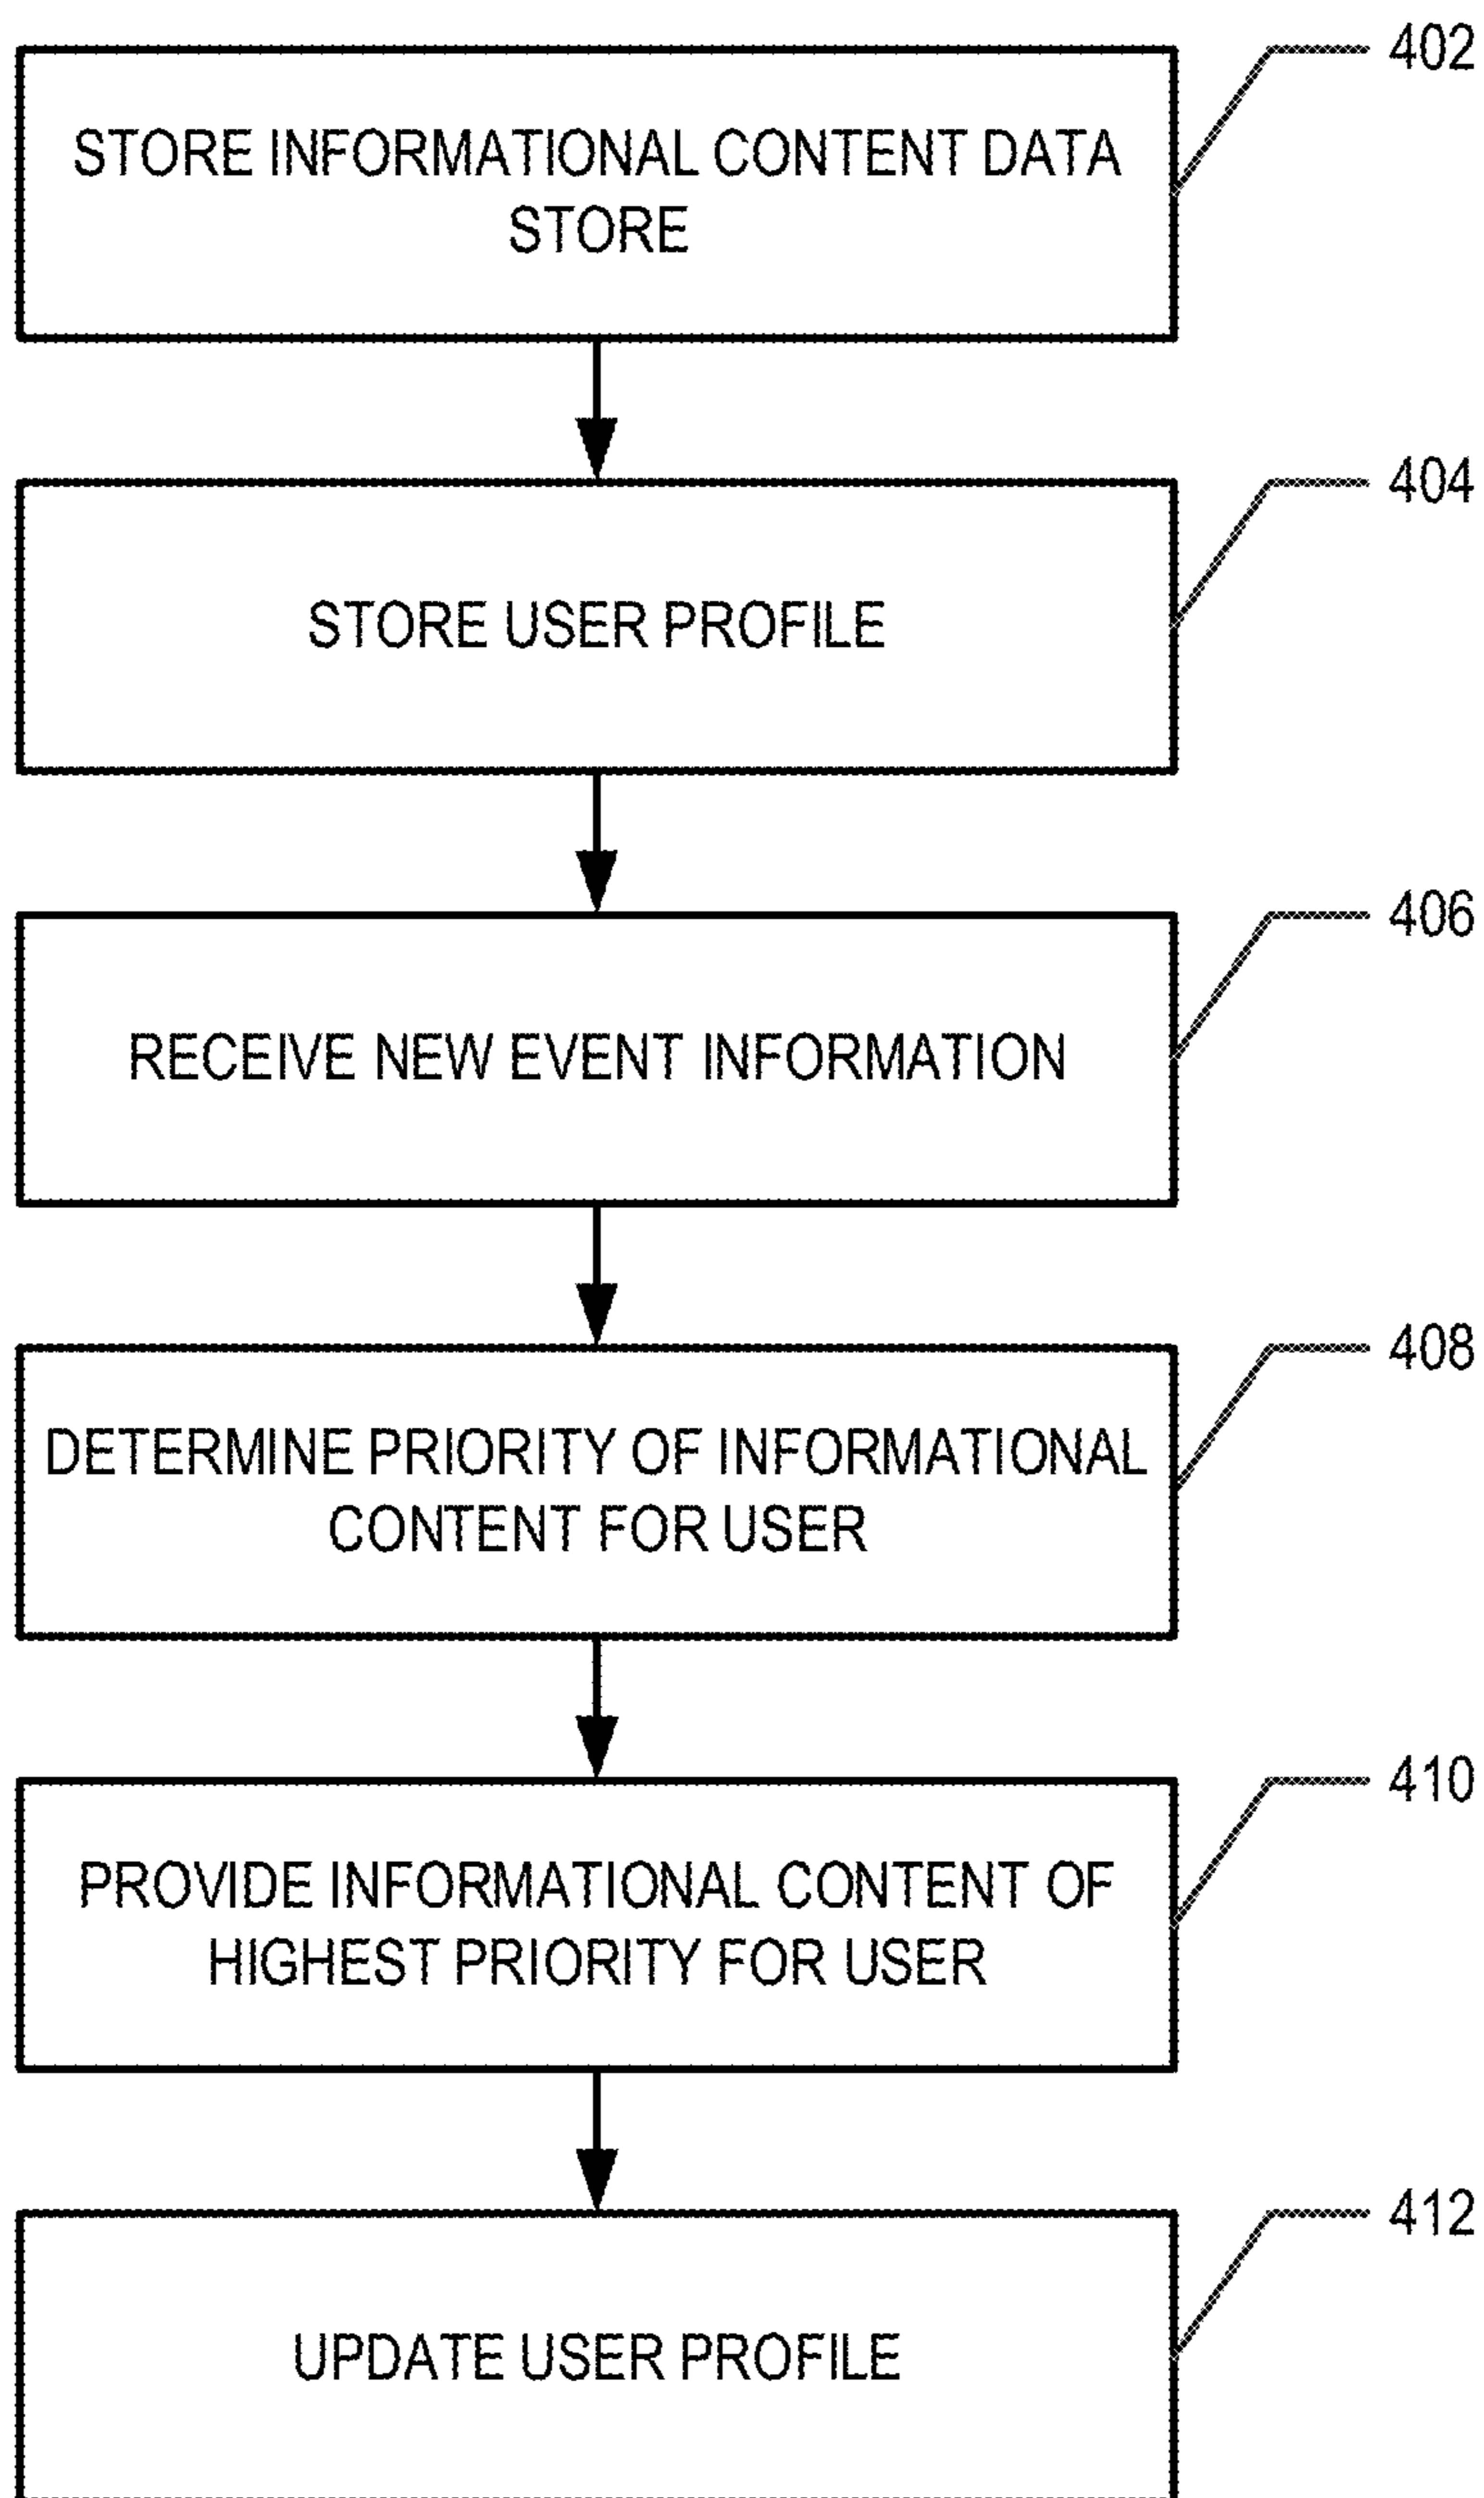 402
STORE INFORMATIONAL CONTENT DATA
STORE
404
STORE USER PROFILE
406
RECEIVE NEW EVENT INFORMATION
408
DETERMINE PRIORITY OF INFORMATIONAL
CONTENT FOR USER
410
PROVIDE INFORMATIONAL CONTENT OF
HIGHEST PRIORITY FOR USER
412
UPDATE USER PROFILE